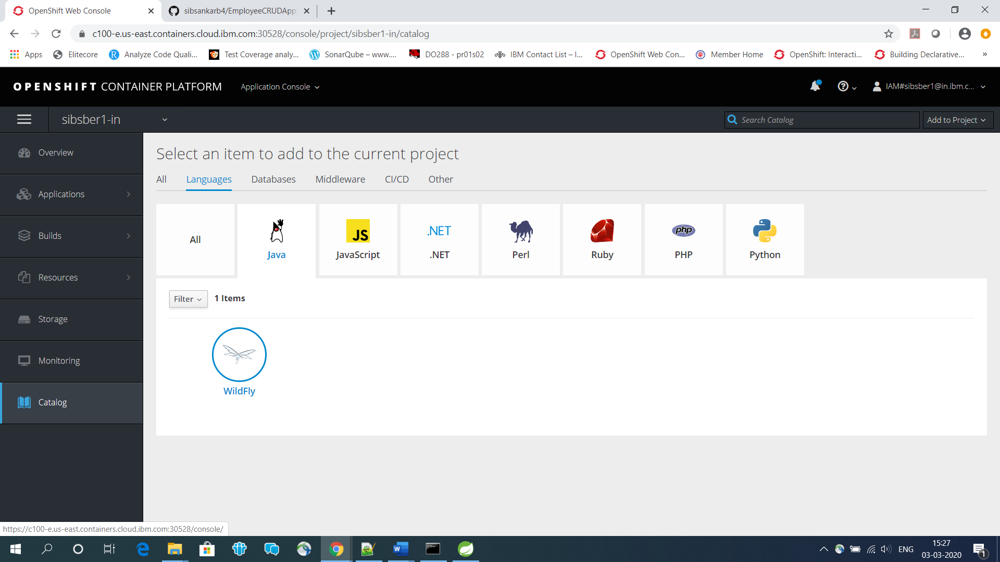 OpenShift Web Console
sibsankarb4/EmployeeCRUDApp:
c100-e.us-east.containers.cloud.ibm.com:30528/console/project/sibsber1-in/catalog
Apps
Elitecore
Analyze Code Quali...
Test Coverage analy...
SonarQube – www....
DO288 - pr01s02
IBM Contact List – I...
OpenShift Web Con...
Member Home
OpenShift: Interacti...
Building Declarative...
»
OPENSHIFT CONTAINER PLATFORM
Application Console
IAM#sibsber1@in.ibm.c...
sibsber1-in
Search Catalog
Add to Project
Overview
Applications
Builds
Resources
Storage
Monitoring
Catalog
Select an item to add to the current project
All
Languages
Databases
Middleware
CI/CD
Other
All
Java
JS
JavaScript
.NET
.NET
Perl
Ruby
php
PHP
Python
Filter
1 Items
WildFly
https://c100-e.us-east.containers.cloud.ibm.com:30528/console/
ENG
15:27
03-03-2020
1